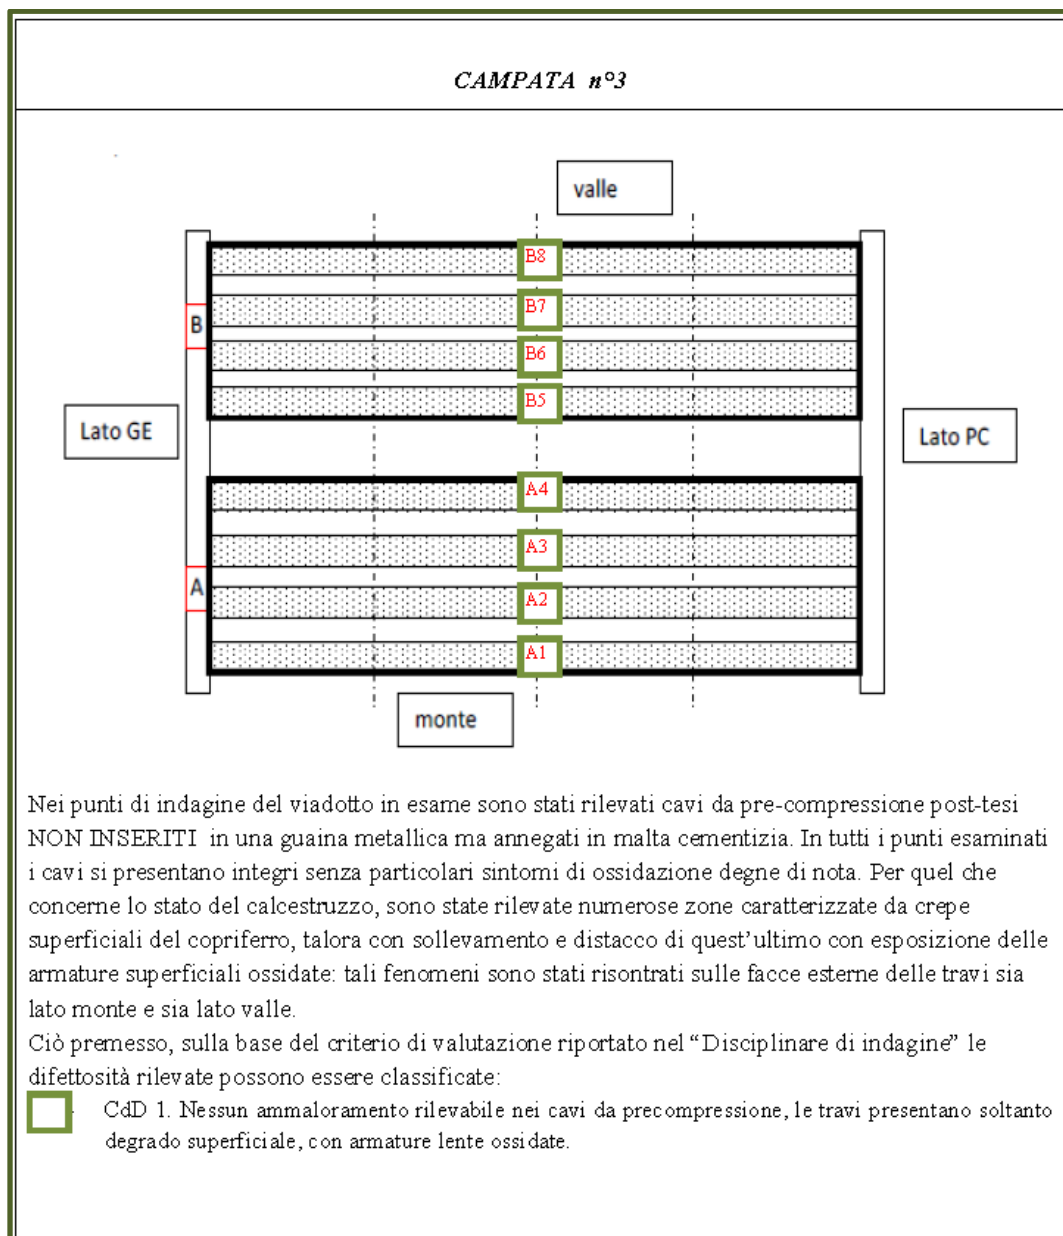 CAMPATA n°3
valle
B8
B7
B
B6
B5
Lato GE
Lato PC
A4
A3
A
A2
A1
monte
Nei punti di indagine del viadotto in esame sono stati rilevati cavi da pre-compressione post-tesi
NON INSERITI in una guaina metallica ma annegati in malta cementizia. In tutti i punti esaminati
i cavi si presentano integri senza particolari sintomi di ossidazione degne di nota. Per quel che
concerne lo stato del calcestruzzo, sono state rilevate numerose zone caratterizzate da crepe
superficiali del copriferro, talora con sollevamento e distacco di quest'ultimo con esposizione delle
armature superficiali ossidate: tali fenomeni sono stati risontrati sulle facce esterne delle travi sia
lato monte e sia lato valle.
Ciò premesso, sulla base del criterio di valutazione riportato nel "Disciplinare di indagine" le
difettosità rilevate possono essere classificate:
CdD 1. Nessun ammaloramento rilevabile nei cavi da precompressione, le travi presentano soltanto
degrado superficiale, con armature lente ossidate.